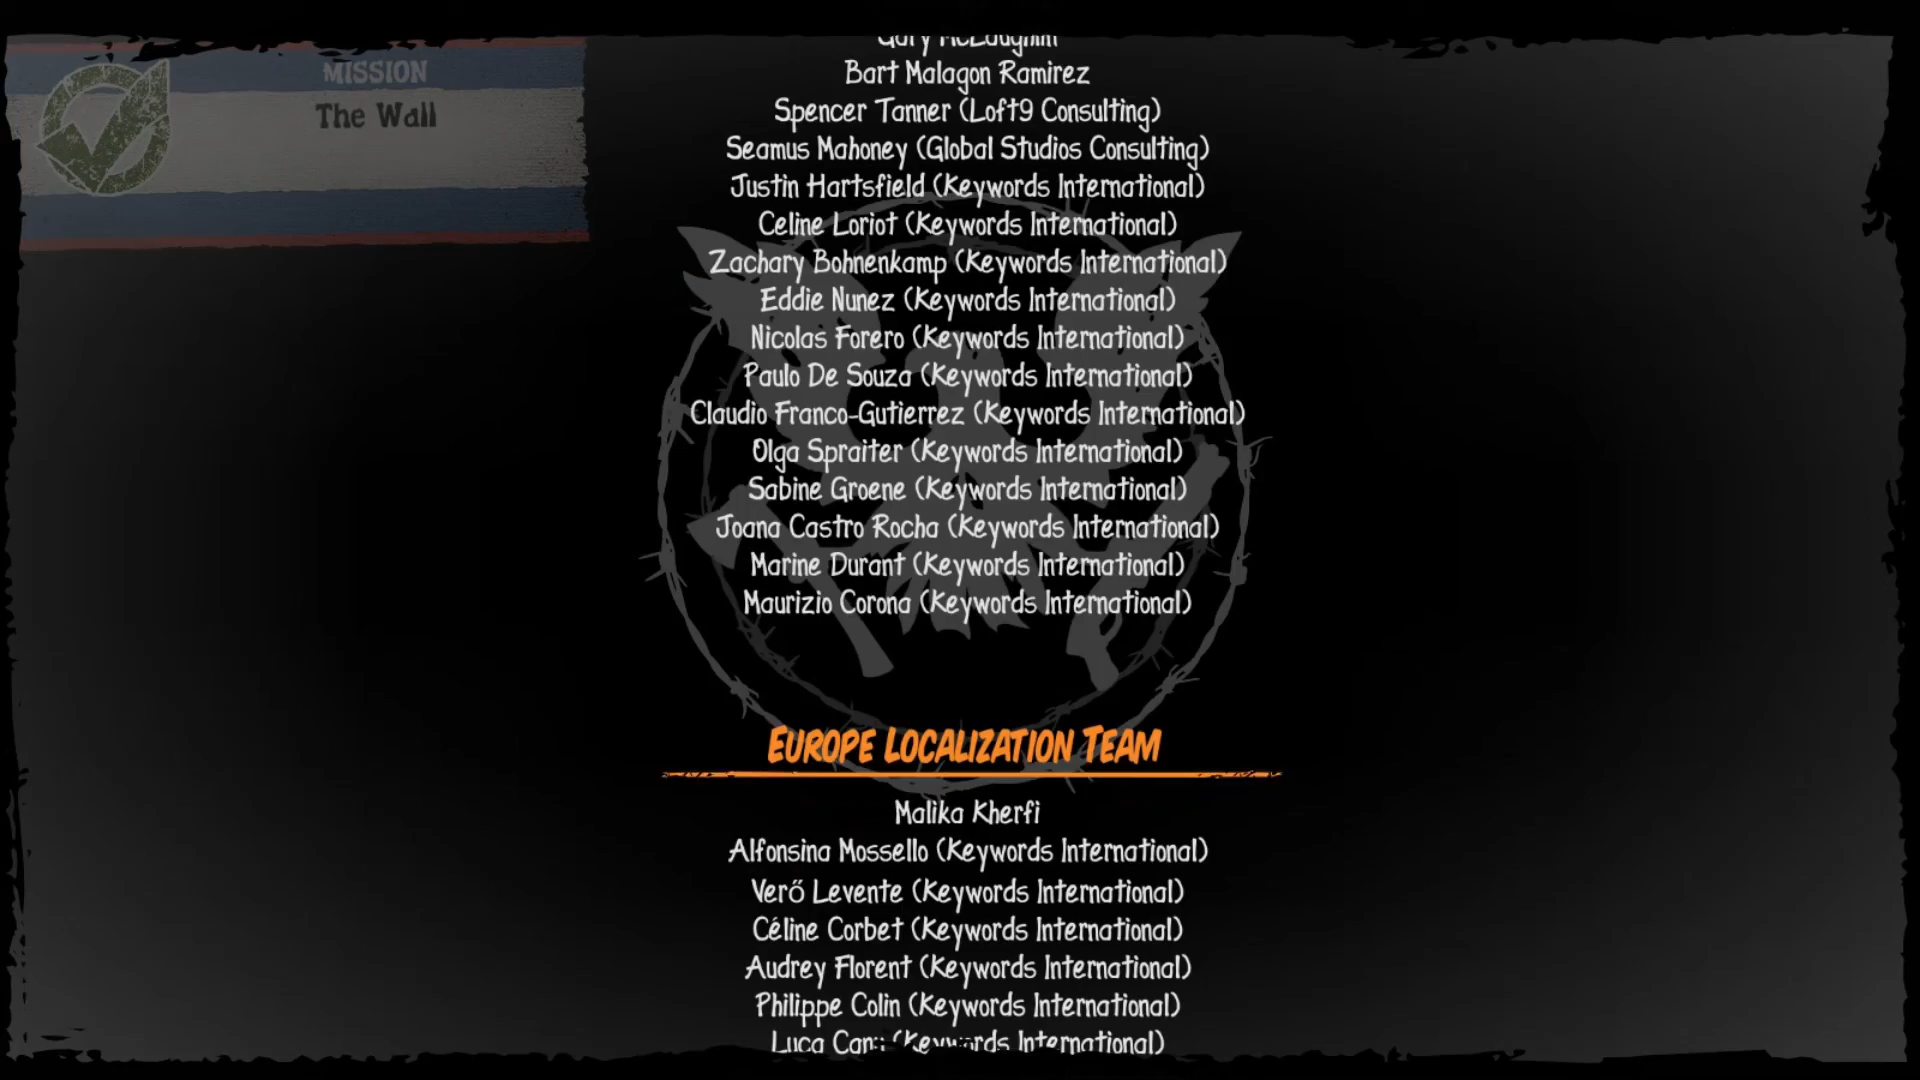 MISSION
The Wall
Gary McLaughlin
Bart Malagon Ramirez
Spencer Tanner (Loft9 Consulting)
Seamus Mahoney (Global Studios Consulting)
Justin Hartsfield (Keywords International)
Celine Loriot (Keywords International)
Zachary Bohnenkamp (Keywords International)
Eddie Nunez (Keywords International)
Nicolas Forero (Keywords International)
Paulo De Souza (Keywords International)
Claudio Franco-Gutierrez (Keywords International)
Olga Spraiter (Keywords International)
Sabine Groene (Keywords International)
Joana Castro Rocha (Keywords International)
Marine Durant (Keywords International)
Maurizio Corona (Keywords International)
EUROPE LOCALIZATION TEAM
Malika Kherfi
Alfonsina Mossello (Keywords International)
Verő Levente (Keywords International)
Céline Corbet (Keywords International)
Audrey Florent (Keywords International)
Philippe Colin (Keywords International)
Luca (Keywords International)